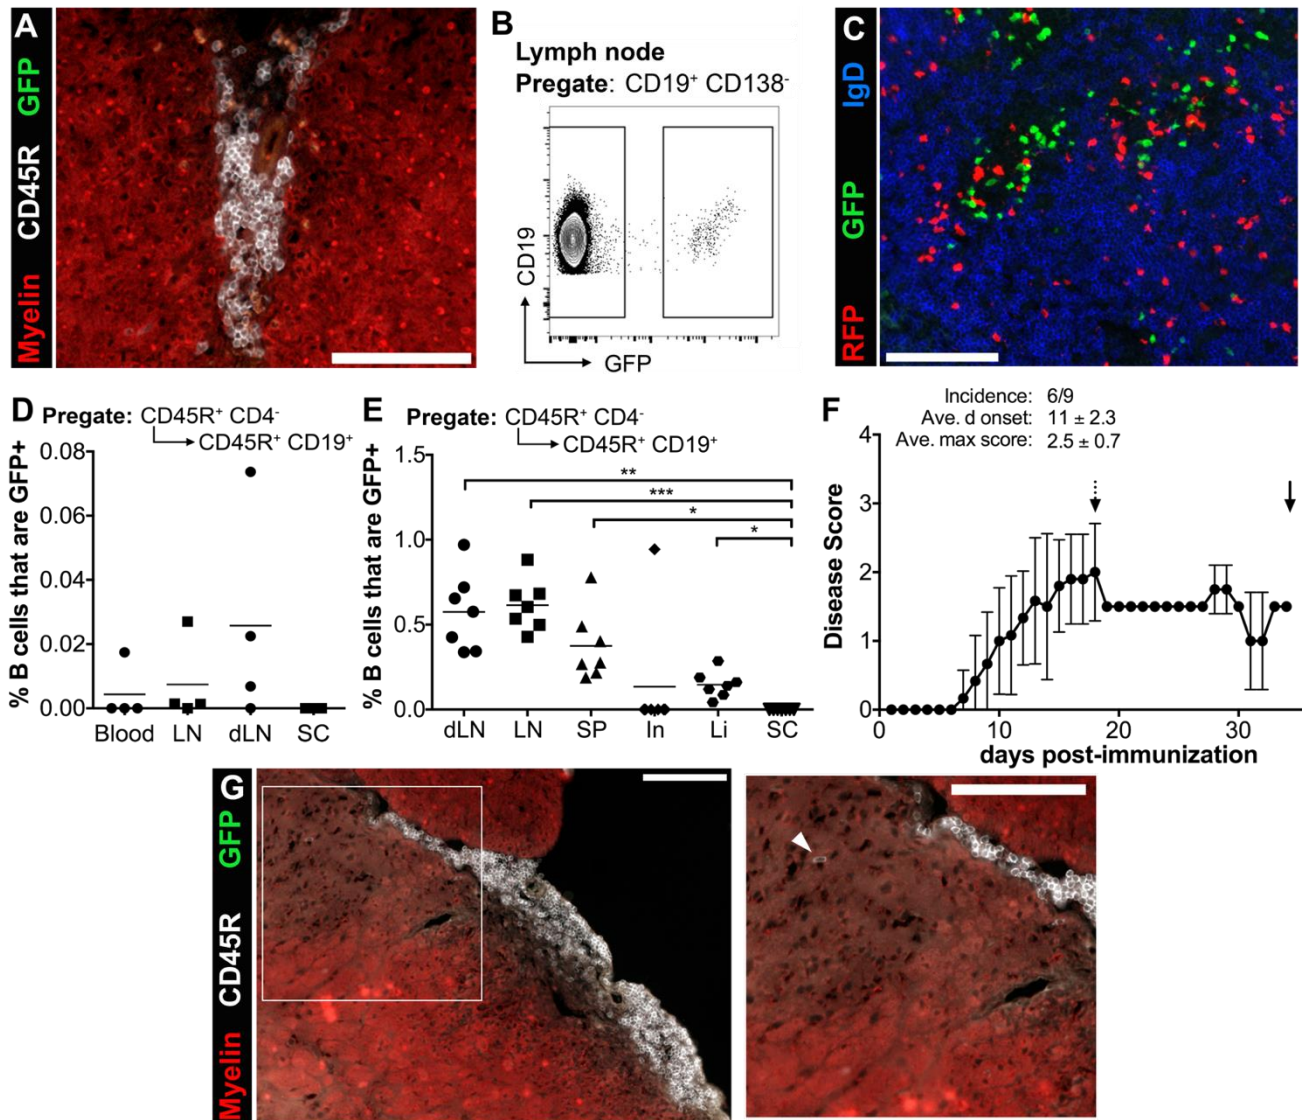 A
Myelin CD45R GFP
B
Lymph node
Pregate: CD19⁺ CD138⁻
CD19
GFP
C
RFP GFP IgD
D
Pregate: CD45R⁺ CD4⁻
CD45R⁺ CD19⁺
% B cells that are GFP+
0.08
0.06
0.04
0.02
0.00
Blood LN dLN SC
E
Pregate: CD45R⁺ CD4⁻
CD45R⁺ CD19⁺
% B cells that are GFP+
1.5
1.0
0.5
0.0
**
***
*
*
dLN LN SP In Li SC
F
Incidence: 6/9
Ave. d onset: 11 ± 2.3
Ave. max score: 2.5 ± 0.7
Disease Score
4
3
2
1
0
0 10 20 30
days post-immunization
G
Myelin CD45R GFP